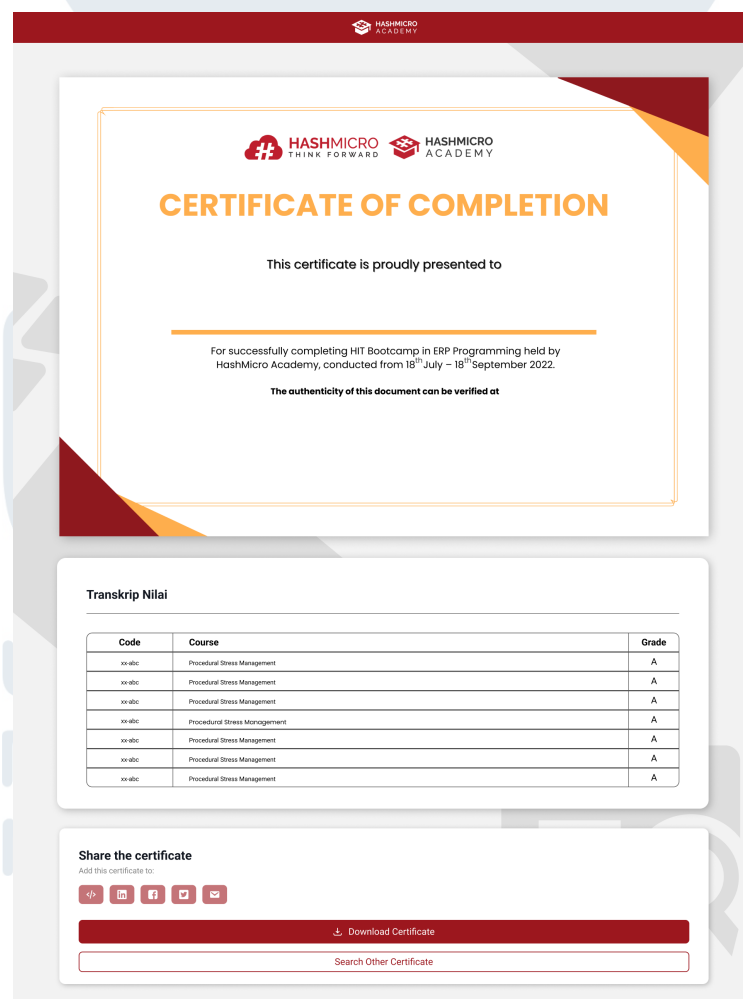 HASHMICRO
ACADEMY
HASHMICRO
THINK FORWARD
HASHMICRO
ACADEMY
CERTIFICATE OF COMPLETION
This certificate is proudly presented to
For successfully completing HIT Bootcamp in ERP Programming held by
HashMicro Academy, conducted from 18th July – 18th September 2022.
The authenticity of this document can be verified at
Transkrip Nilai
Code Course Grade
xx-abc Procedural Stress Management A
xx-abc Procedural Stress Management A
xx-abc Procedural Stress Management A
xx-abc Procedural Stress Management A
xx-abc Procedural Stress Management A
xx-abc Procedural Stress Management A
xx-abc Procedural Stress Management A
Share the certificate
Add this certificate to:
Download Certificate
Search Other Certificate